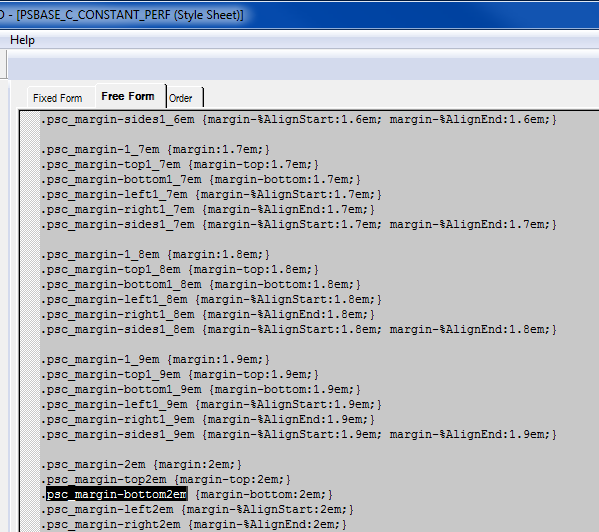 O - [PSBASE_C_CONSTANT_PERF (Style Sheet)]
Help
Fixed Form Free Form Order
.psc_margin-sides1_6em {margin-%AlignStart:1.6em; margin-%AlignEnd:1.6em;}
.psc_margin-1_7em {margin:1.7em;}
.psc_margin-top1_7em {margin-top:1.7em;}
.psc_margin-bottom1_7em {margin-bottom:1.7em;}
.psc_margin-left1_7em {margin-%AlignStart:1.7em;}
.psc_margin-right1_7em {margin-%AlignEnd:1.7em;}
.psc_margin-sides1_7em {margin-%AlignStart:1.7em; margin-%AlignEnd:1.7em;}
.psc_margin-1_8em {margin:1.8em;}
.psc_margin-top1_8em {margin-top:1.8em;}
.psc_margin-bottom1_8em {margin-bottom:1.8em;}
.psc_margin-left1_8em {margin-%AlignStart:1.8em;}
.psc_margin-right1_8em {margin-%AlignEnd:1.8em;}
.psc_margin-sides1_8em {margin-%AlignStart:1.8em; margin-%AlignEnd:1.8em;}
.psc_margin-1_9em {margin:1.9em;}
.psc_margin-top1_9em {margin-top:1.9em;}
.psc_margin-bottom1_9em {margin-bottom:1.9em;}
.psc_margin-left1_9em {margin-%AlignStart:1.9em;}
.psc_margin-right1_9em {margin-%AlignEnd:1.9em;}
.psc_margin-sides1_9em {margin-%AlignStart:1.9em; margin-%AlignEnd:1.9em;}
.psc_margin-2em {margin:2em;}
.psc_margin-top2em {margin-top:2em;}
.psc_margin-bottom2em {margin-bottom:2em;}
.psc_margin-left2em {margin-%AlignStart:2em;}
.psc_margin-right2em {margin-%AlignEnd:2em;}